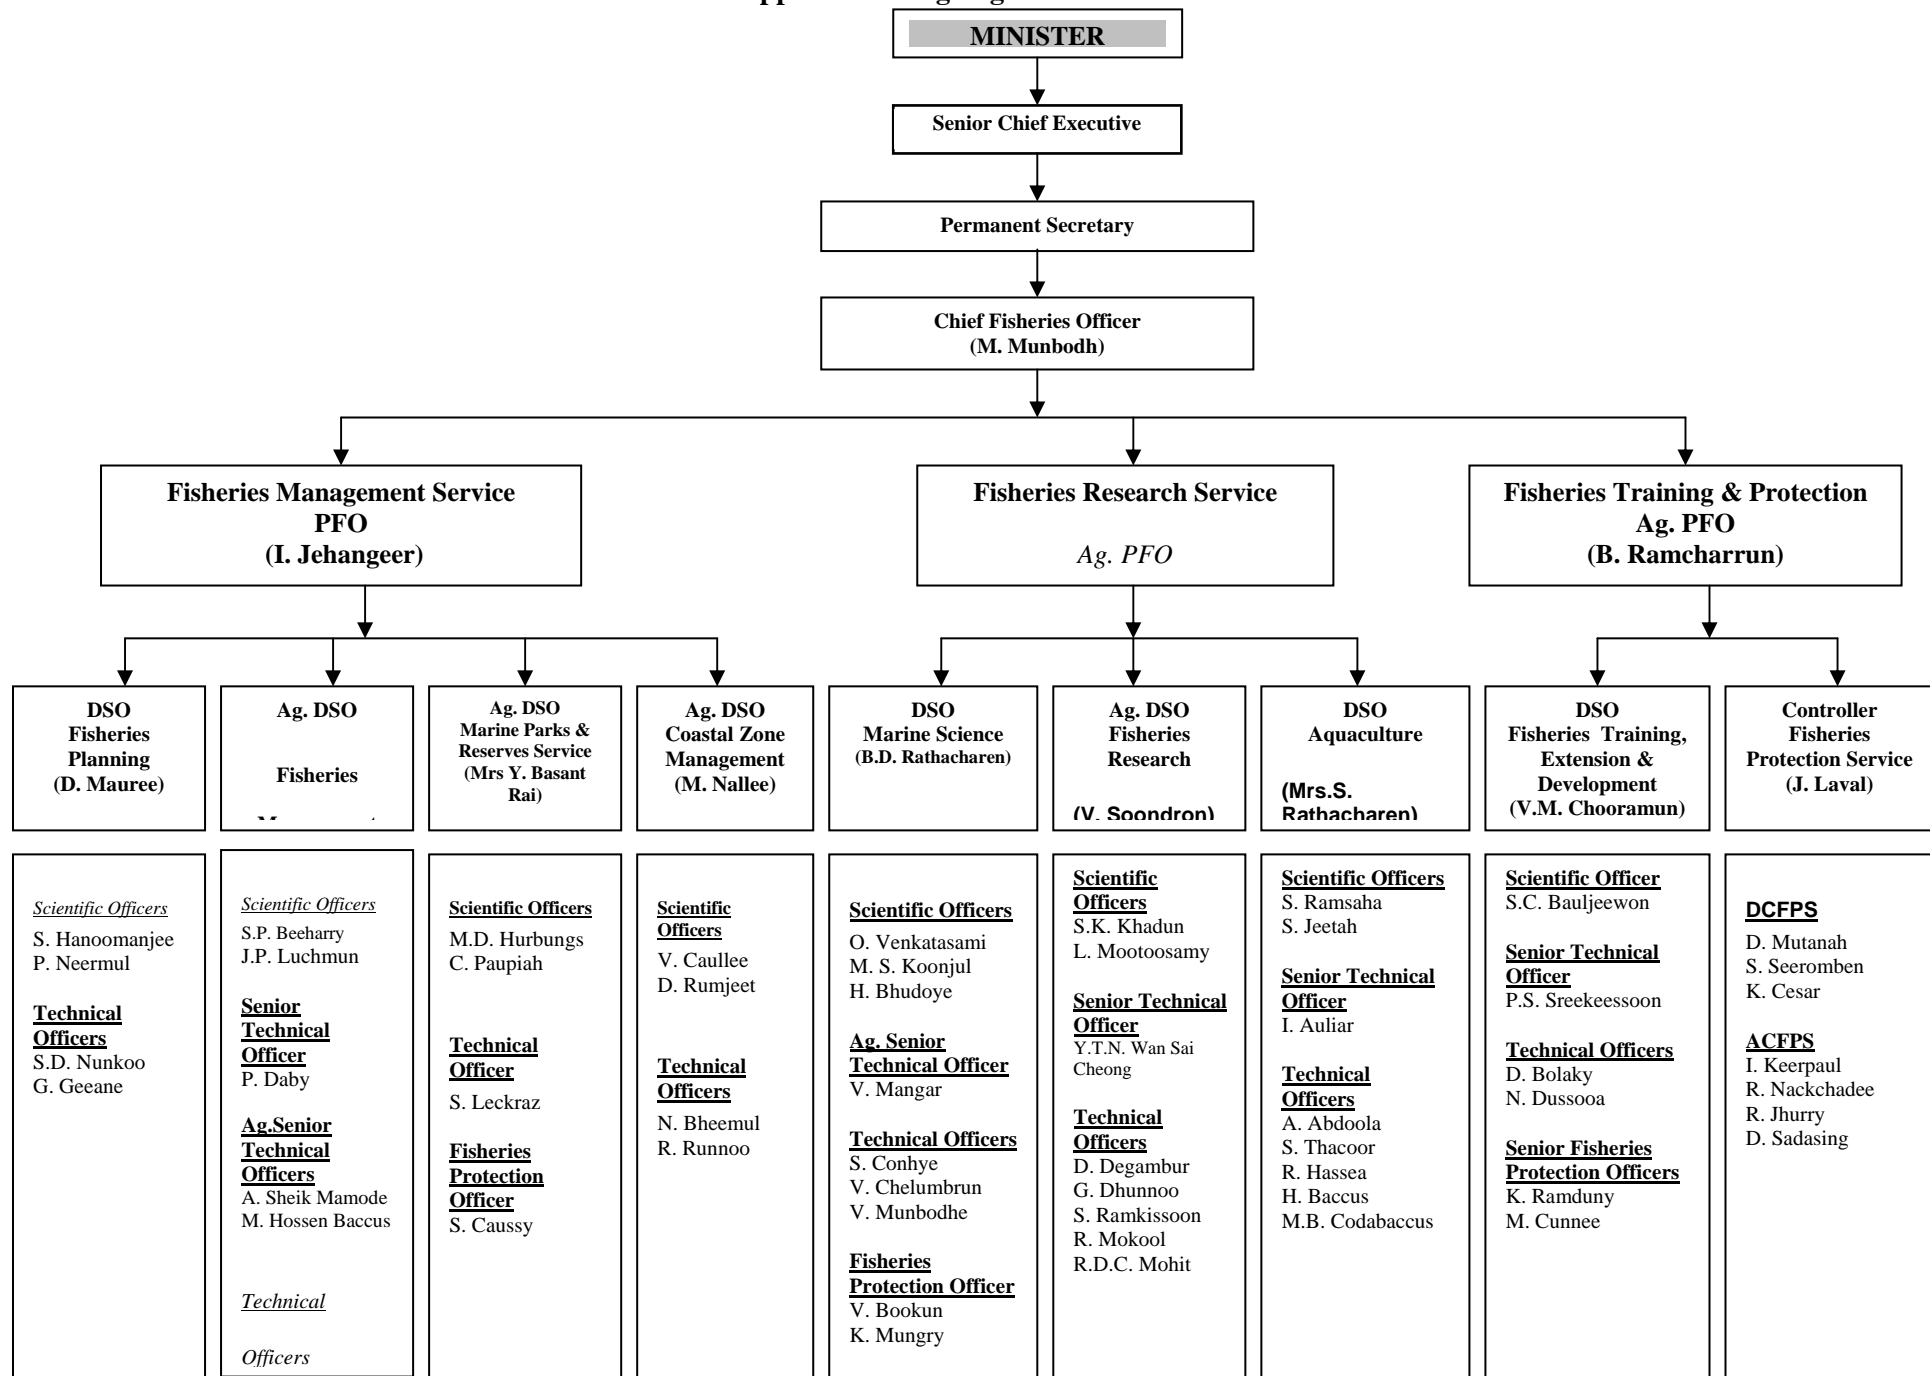 MINISTER
Senior Chief Executive
Permanent Secretary
Chief Fisheries Officer
(M. Munbodh)
Fisheries Management Service
PFO
(I. Jehangeer)
Fisheries Research Service
Ag. PFO
Fisheries Training & Protection
Ag. PFO
(B. Ramcharrun)
DSO
Fisheries
Planning
(D. Mauree)
Ag. DSO
Fisheries
Ag. DSO
Marine Parks &
Reserves Service
(Mrs Y. Basant
Rai)
Ag. DSO
Coastal Zone
Management
(M. Nallee)
DSO
Marine Science
(B.D. Rathacharen)
Ag. DSO
Fisheries
Research
(V. Soondron)
DSO
Aquaculture
(Mrs.S.
Rathacharen)
DSO
Fisheries Training,
Extension &
Development
(V.M. Chooramun)
Controller
Fisheries
Protection Service
(J. Laval)
Scientific Officers
S. Hanoomanjee
P. Neermul
Technical
Officers
S.D. Nunkoo
G. Geeane
Scientific Officers
S.P. Beeharry
J.P. Luchmun
Senior
Technical
Officer
P. Daby
Ag.Senior
Technical
Officers
A. Sheik Mamode
M. Hossen Baccus
Technical
Officers
Scientific Officers
M.D. Hurbungs
C. Paupiah
Technical
Officer
S. Leckraz
Fisheries
Protection
Officer
S. Caussy
Scientific
Officers
V. Caullee
D. Rumjeet
Technical
Officers
N. Bheemul
R. Runnoo
Scientific Officers
O. Venkatasami
M. S. Koonjul
H. Bhudoye
Ag. Senior
Technical Officer
V. Mangar
Technical Officers
S. Conhye
V. Chelumbrun
V. Munbodhe
Fisheries
Protection Officer
V. Bookun
K. Mungry
Scientific
Officers
S.K. Khadun
L. Mootoosamy
Senior Technical
Officer
Y.T.N. Wan Sai
Cheong
Technical
Officers
D. Degambur
G. Dhunnoo
S. Ramkissoon
R. Mokool
R.D.C. Mohit
Scientific Officers
S. Ramsaha
S. Jeetah
Senior Technical
Officer
I. Auliar
Technical
Officers
A. Abdoola
S. Thacoor
R. Hassea
H. Baccus
M.B. Codabaccus
Scientific Officer
S.C. Bauljeewon
Senior Technical
Officer
P.S. Sreekeessoon
Technical Officers
D. Bolaky
N. Dussooa
Senior Fisheries
Protection Officers
K. Ramduny
M. Cunnee
DCFPS
D. Mutanah
S. Seeromben
K. Cesar
ACFPS
I. Keerpaul
R. Nackchadee
R. Jhurry
D. Sadasing